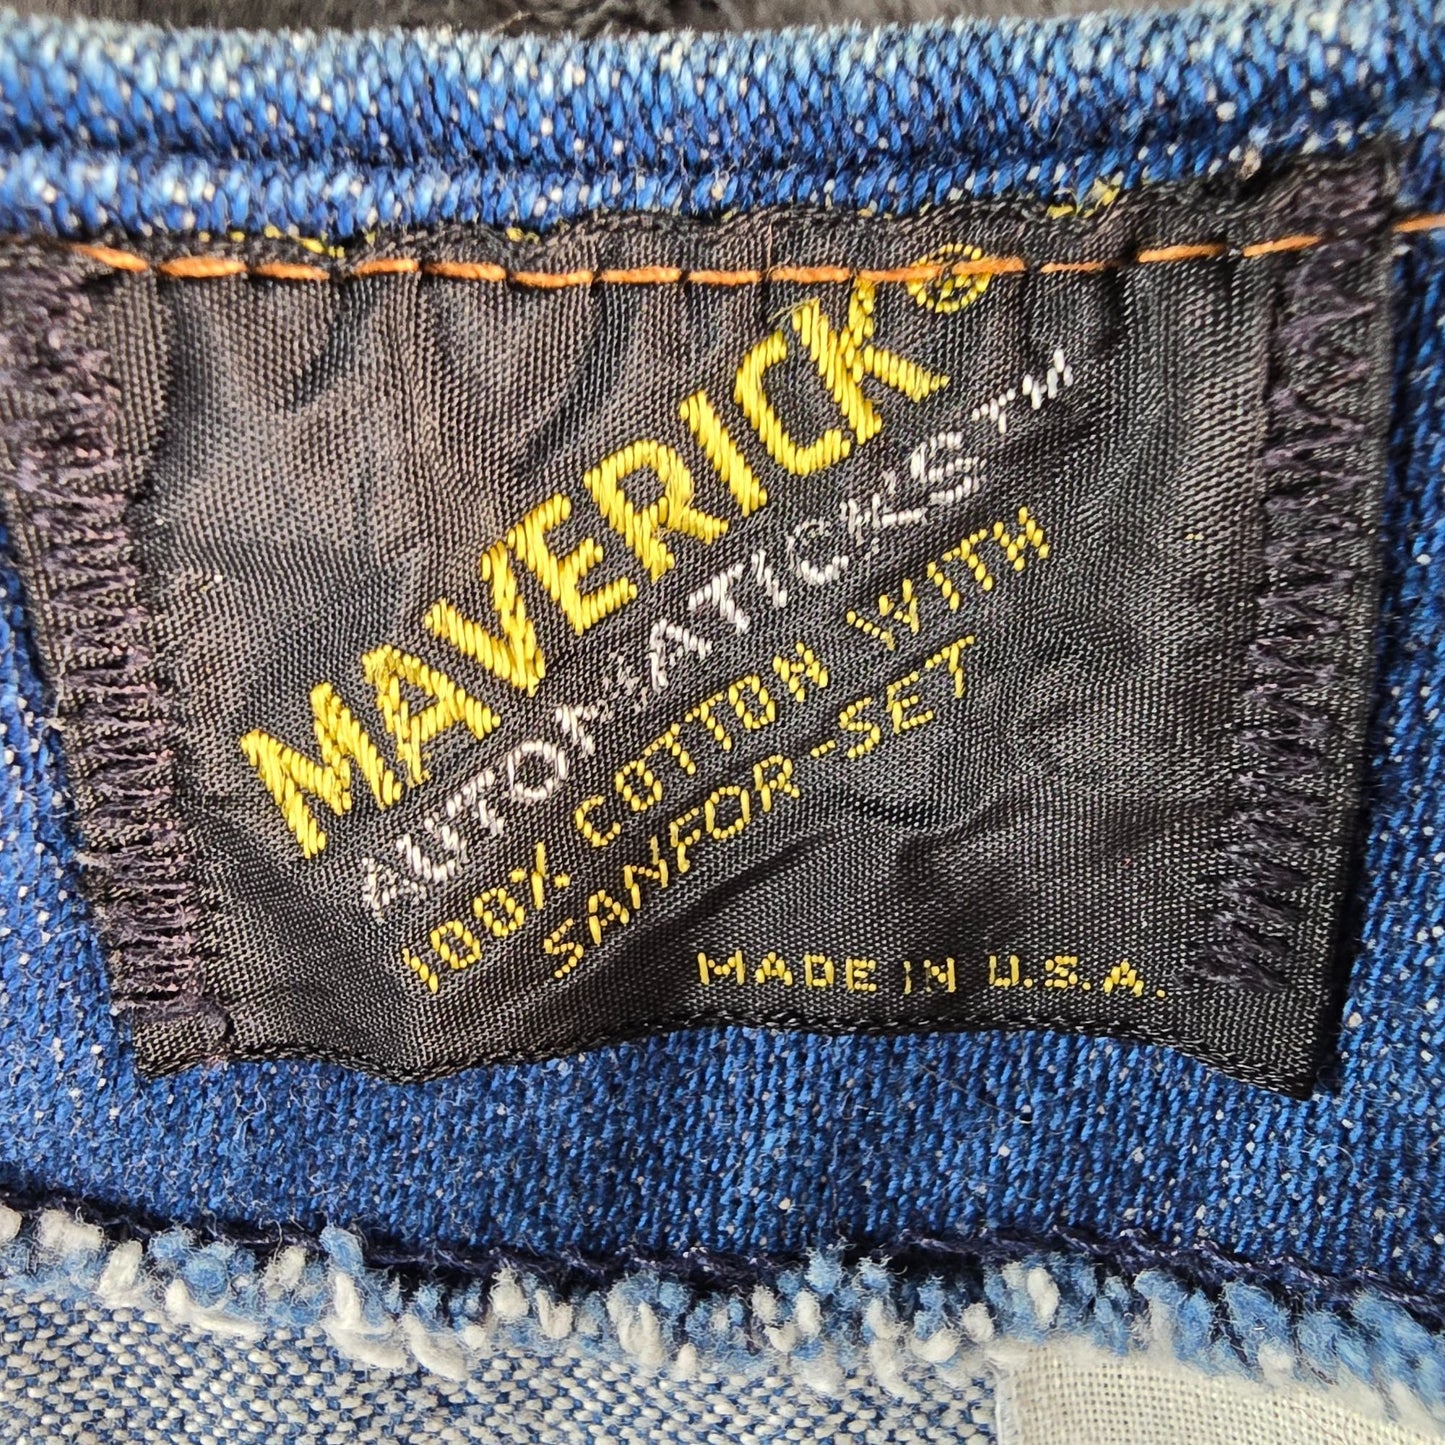 MAVERICK®
AUTOMATICKS™
100% COTTON WITH
SANFOR-SET
MADE IN U.S.A.